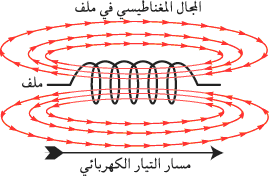 المجال المغناطيسي في ملف
ملف
مسار التيار الكهربائي